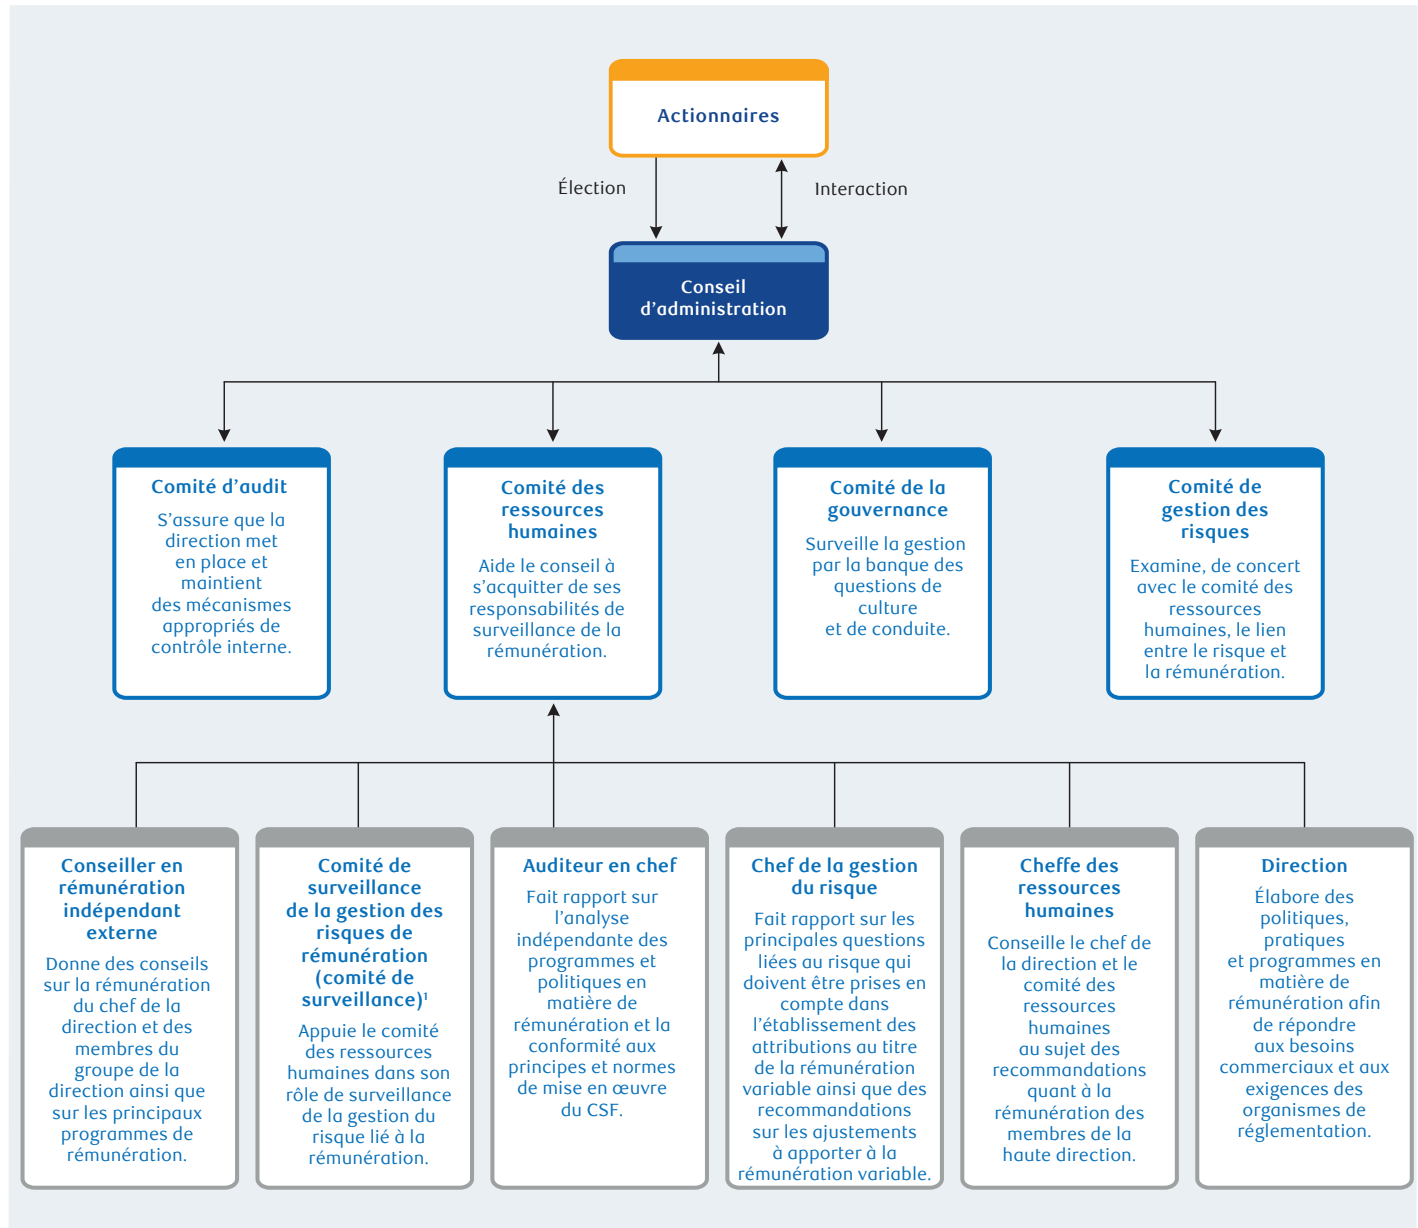 Actionnaires
Élection
Interaction
Conseil
d’administration
Comité d’audit
S’assure que la
direction met
en place et
maintient
des mécanismes
appropriés de
contrôle interne.
Comité des
ressources
humaines
Aide le conseil à
s’acquitter de ses
responsabilités de
surveillance de la
rémunération.
Comité de la
gouvernance
Surveille la gestion
par la banque des
questions de
culture
et de conduite.
Comité de
gestion des
risques
Examine, de concert
avec le comité des
ressources
humaines, le lien
entre le risque et
la rémunération.
Conseiller en
rémunération
indépendant
externe
Donne des conseils
sur la rémunération
du chef de la
direction et des
membres du
groupe de la
direction ainsi que
sur les principaux
programmes de
rémunération.
Comité de
surveillance
de la gestion des
risques de
rémunération
(comité de
surveillance)¹
Appuie le comité
des ressources
humaines dans son
rôle de surveillance
de la gestion du
risque lié à la
rémunération.
Auditeur en chef
Fait rapport sur
l’analyse
indépendante des
programmes et
politiques en
matière de
rémunération et la
conformité aux
principes et normes
de mise en œuvre
du CSF.
Chef de la gestion
du risque
Fait rapport sur les
principales questions
liées au risque qui
doivent être prises en
compte dans
l’établissement des
attributions au titre
de la rémunération
variable ainsi que des
recommandations
sur les ajustements
à apporter à la
rémunération variable.
Cheffe des
ressources
humaines
Conseille le chef de
la direction et le
comité des
ressources
humaines
au sujet des
recommandations
quant à la
rémunération des
membres de la
haute direction.
Direction
Élabore des
politiques,
pratiques
et programmes en
matière de
rémunération afin
de répondre
aux besoins
commerciaux et aux
exigences des
organismes de
réglementation.